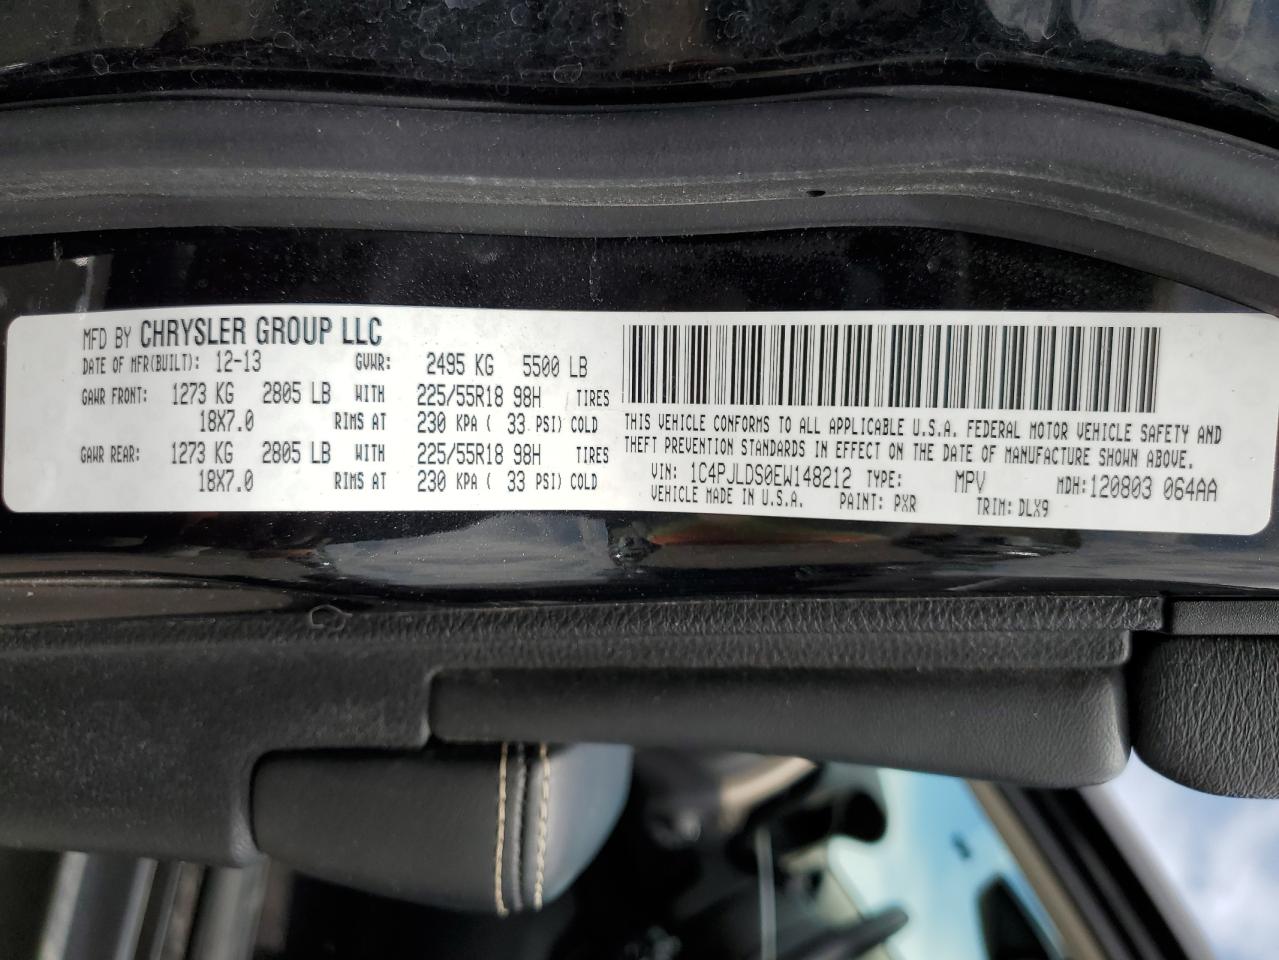 MFD BY CHRYSLER GROUP LLC
DATE OF MFR(BUILT): 12-13 GVWR: 2495 KG 5500 LB
GAWR FRONT: 1273 KG 2805 LB WITH 225/55R18 98H TIRES
18X7.0 RIMS AT 230 KPA ( 33 PSI) COLD
GAWR REAR: 1273 KG 2805 LB WITH 225/55R18 98H TIRES
18X7.0 RIMS AT 230 KPA ( 33 PSI) COLD
THIS VEHICLE CONFORMS TO ALL APPLICABLE U.S.A. FEDERAL MOTOR VEHICLE SAFETY AND
THEFT PREVENTION STANDARDS IN EFFECT ON THE DATE OF MANUFACTURE SHOWN ABOVE.
VIN: 1C4PJLDS0EW148212 TYPE: MPV MDH: 120803 064AA
VEHICLE MADE IN U.S.A. PAINT: PXR TRIM: DLX9